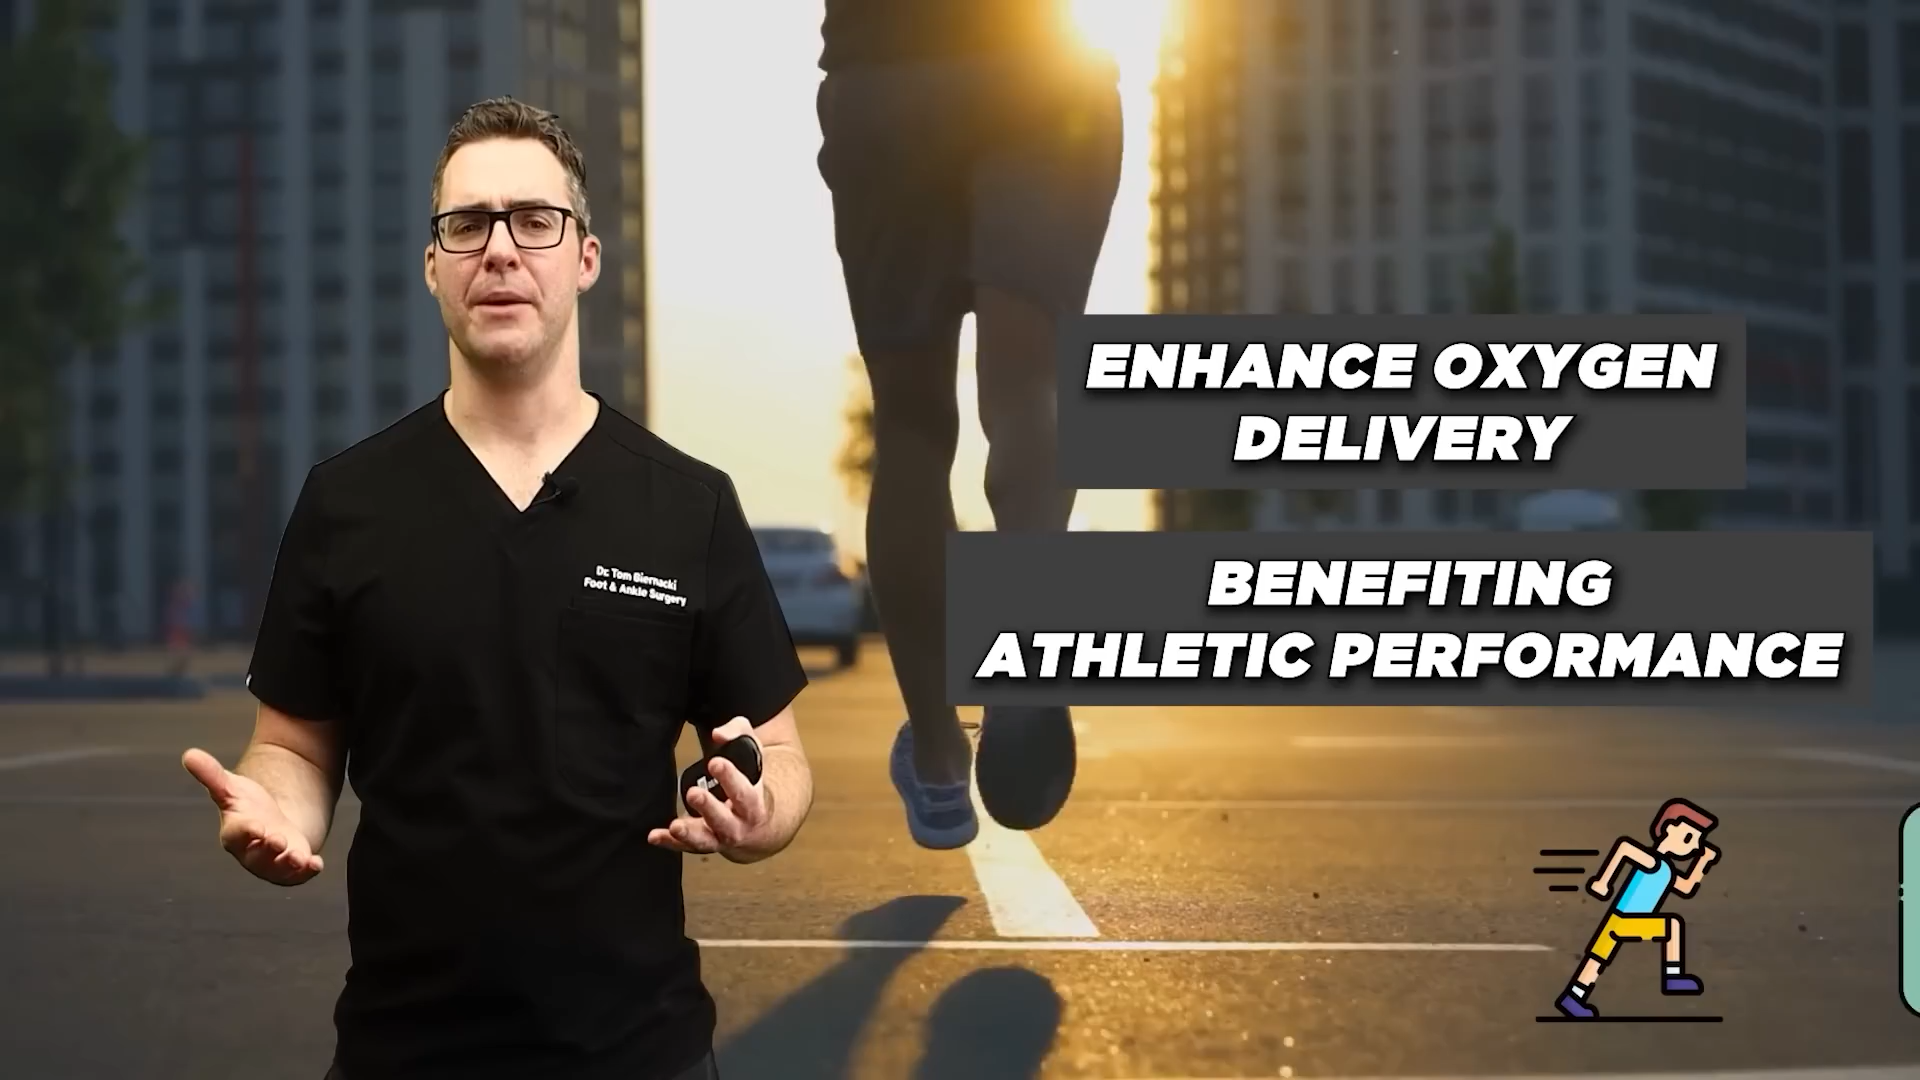 Dr. Tom Biernacki
Foot & Ankle Surgery
ENHANCE OXYGEN
DELIVERY
BENEFITING
ATHLETIC PERFORMANCE